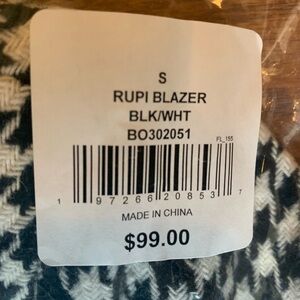 S
RUPI BLAZER
BLK/WHT
BO302051
FL_155
1 97266 20853 7
MADE IN CHINA
$99.00